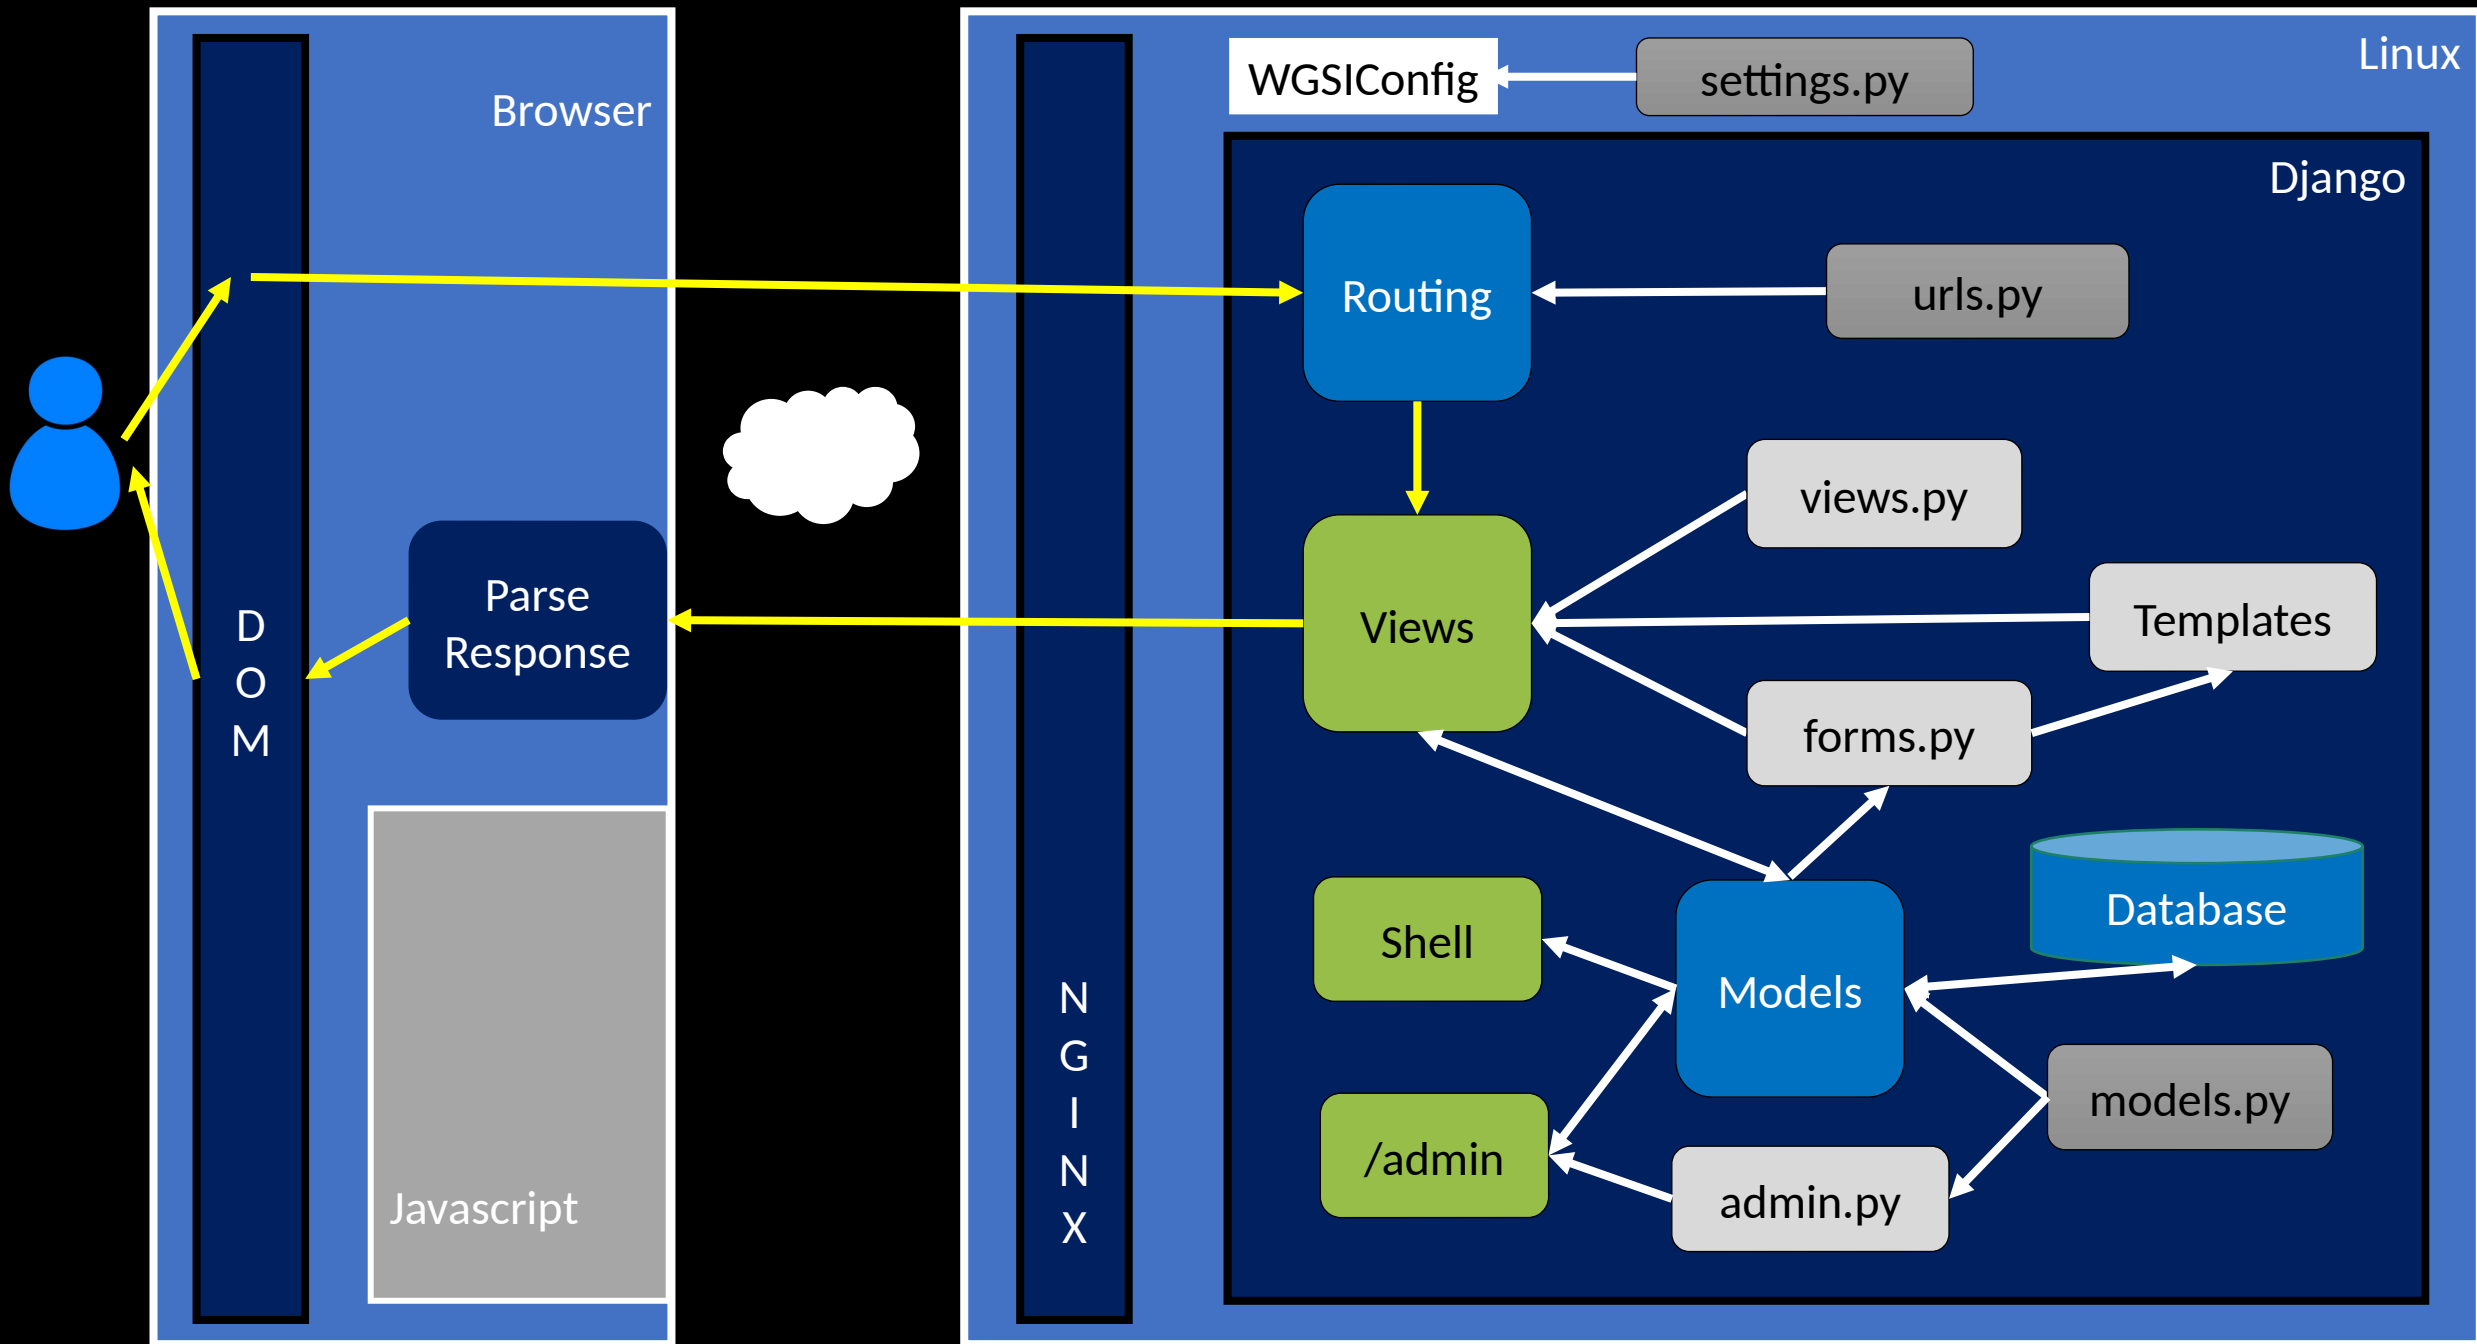 Browser
D
O
M
Parse
Response
Javascript
N
G
I
N
X
Linux
WGSIConfig
settings.py
Django
Routing
urls.py
views.py
Views
Templates
forms.py
Shell
Models
Database
models.py
/admin
admin.py